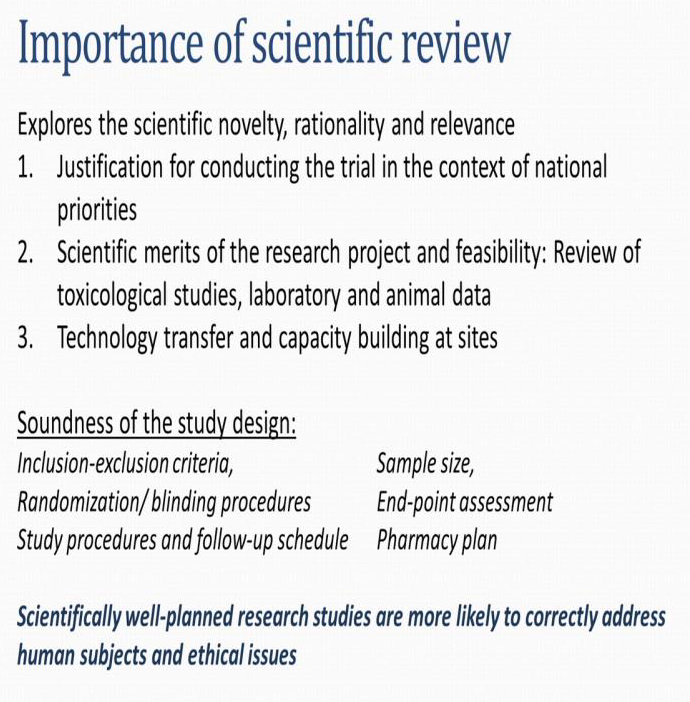 Importance of scientific review
Explores the scientific novelty, rationality and relevance
1. Justification for conducting the trial in the context of national
priorities
2. Scientific merits of the research project and feasibility: Review of
toxicological studies, laboratory and animal data
3. Technology transfer and capacity building at sites
Soundness of the study design:
Inclusion-exclusion criteria, Sample size,
Randomization/ blinding procedures End-point assessment
Study procedures and follow-up schedule Pharmacy plan
Scientifically well-planned research studies are more likely to correctly address
human subjects and ethical issues